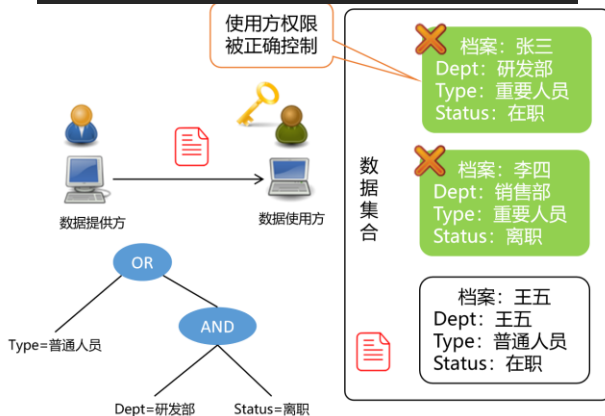 使用方权限
被正确控制
数据提供方
数据使用方
OR
AND
Type=普通人员
Dept=研发部
Status=离职
数据集合
档案：张三
Dept：研发部
Type：重要人员
Status：在职
档案：李四
Dept：销售部
Type：重要人员
Status：离职
档案：王五
Dept：王五
Type：普通人员
Status：在职